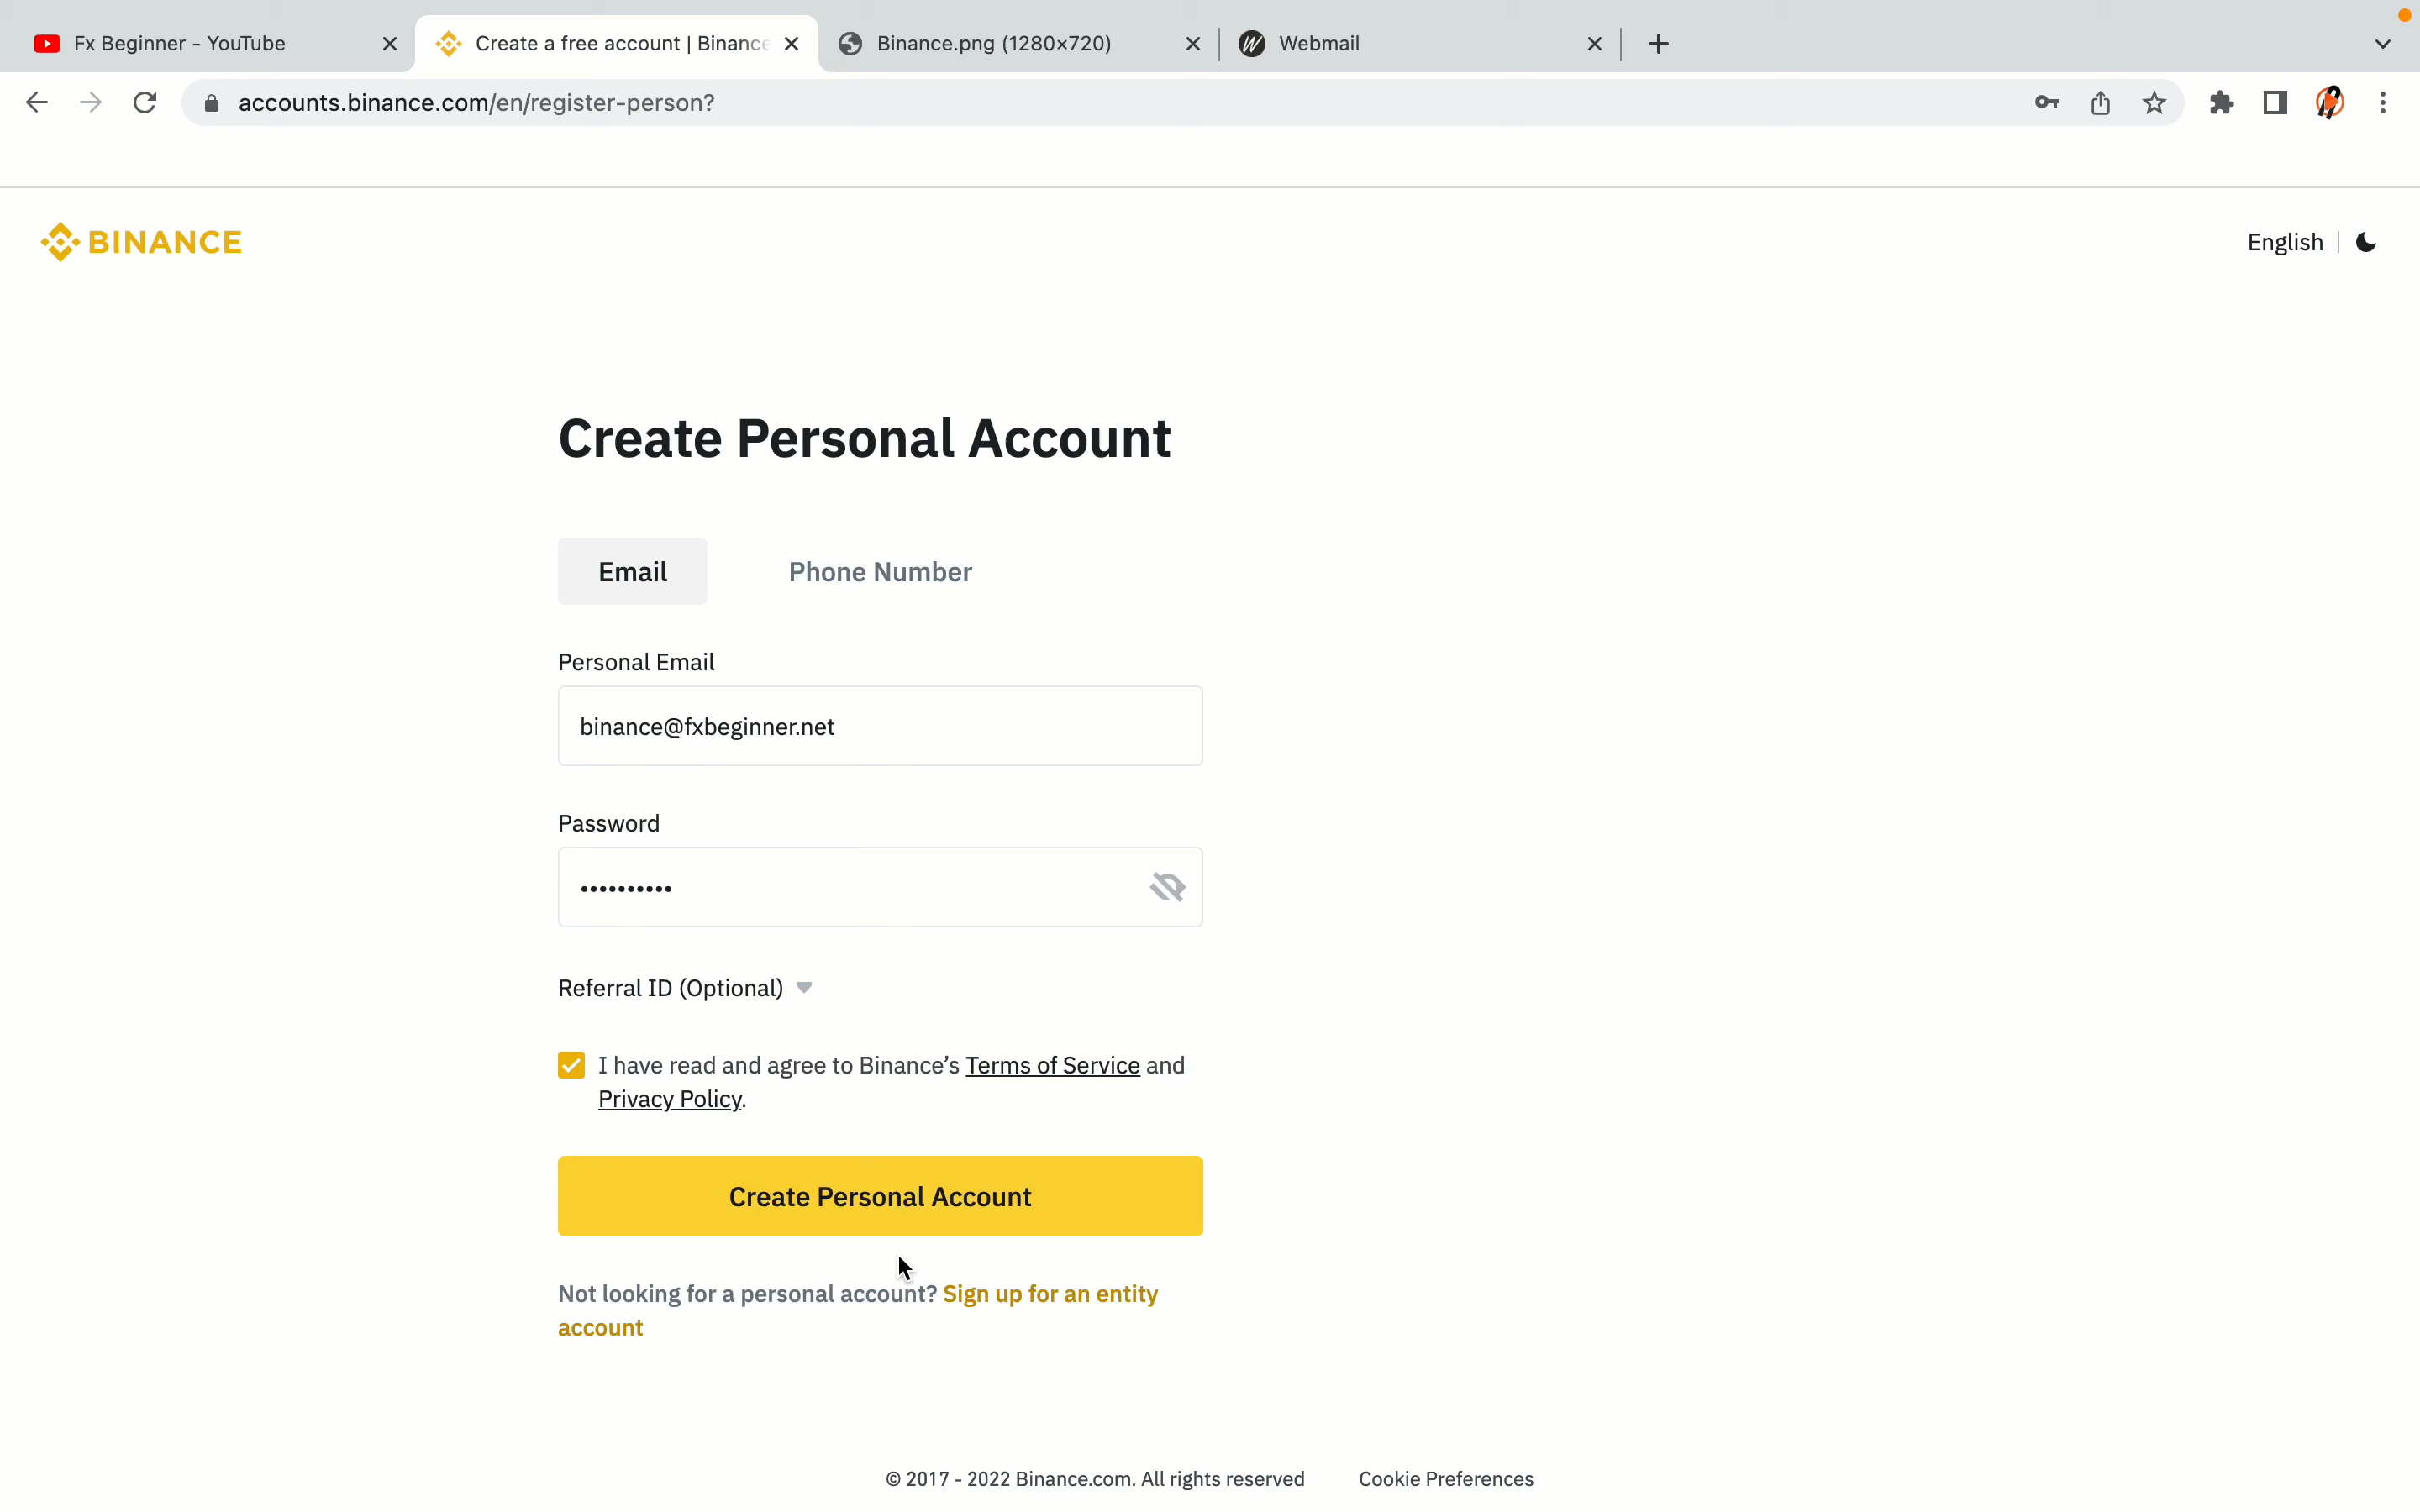 Fx Beginner - YouTube
Create a free account | Binance
Binance.png (1280×720)
Webmail
accounts.binance.com/en/register-person?
BINANCE
English
Create Personal Account
Email
Phone Number
Personal Email
binance@fxbeginner.net
Password
••••••••••
Referral ID (Optional)
I have read and agree to Binance’s Terms of Service and
Privacy Policy.
Create Personal Account
Not looking for a personal account? Sign up for an entity
account
© 2017 - 2022 Binance.com. All rights reserved
Cookie Preferences